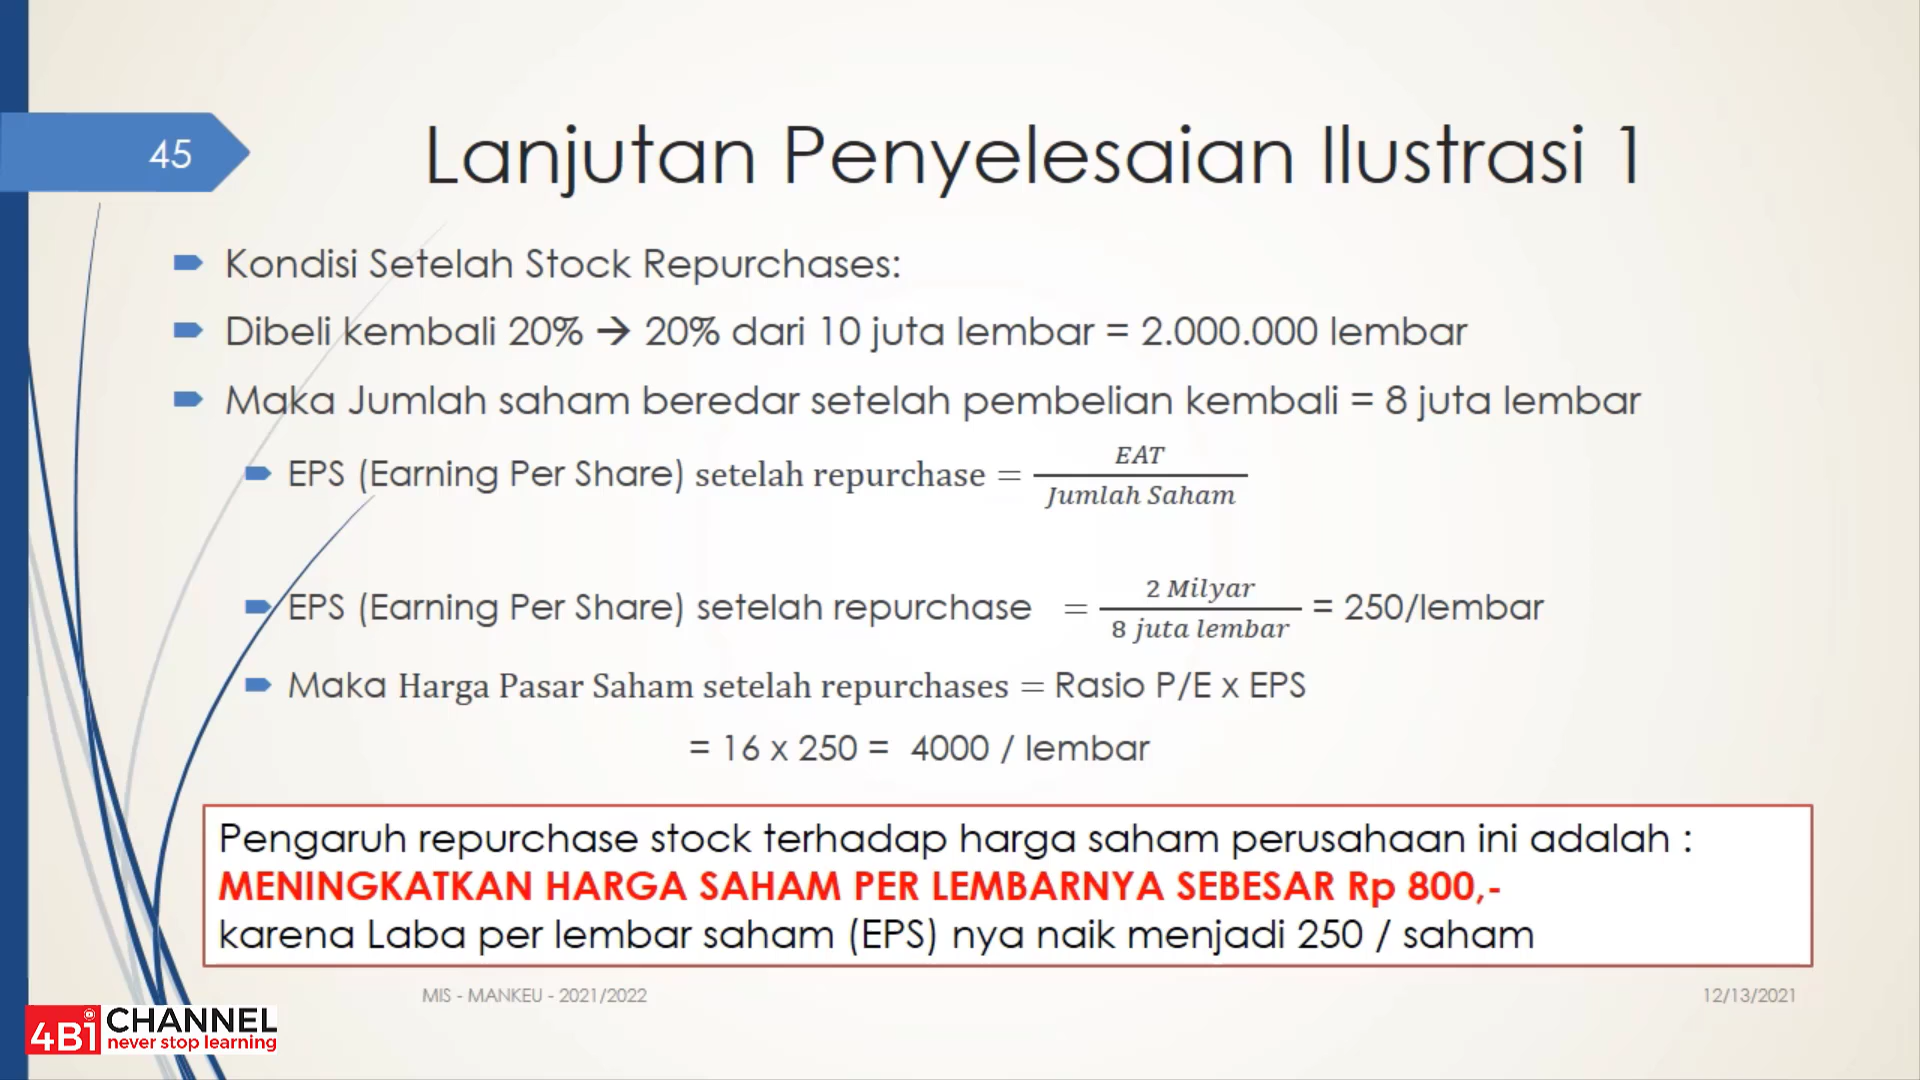 45
Lanjutan Penyelesaian Ilustrasi 1
Kondisi Setelah Stock Repurchases:
Dibeli kembali 20% → 20% dari 10 juta lembar = 2.000.000 lembar
Maka Jumlah saham beredar setelah pembelian kembali = 8 juta lembar
EPS (Earning Per Share) setelah repurchase = EAT / Jumlah Saham
EPS (Earning Per Share) setelah repurchase = 2 Milyar / 8 juta lembar = 250/lembar
Maka Harga Pasar Saham setelah repurchases = Rasio P/E x EPS
= 16 x 250 = 4000 / lembar
Pengaruh repurchase stock terhadap harga saham perusahaan ini adalah :
MENINGKATKAN HARGA SAHAM PER LEMBARNYA SEBESAR Rp 800,-
karena Laba per lembar saham (EPS) nya naik menjadi 250 / saham
MIS - MANKEU - 2021/2022
12/13/2021
4Bi CHANNEL
never stop learning